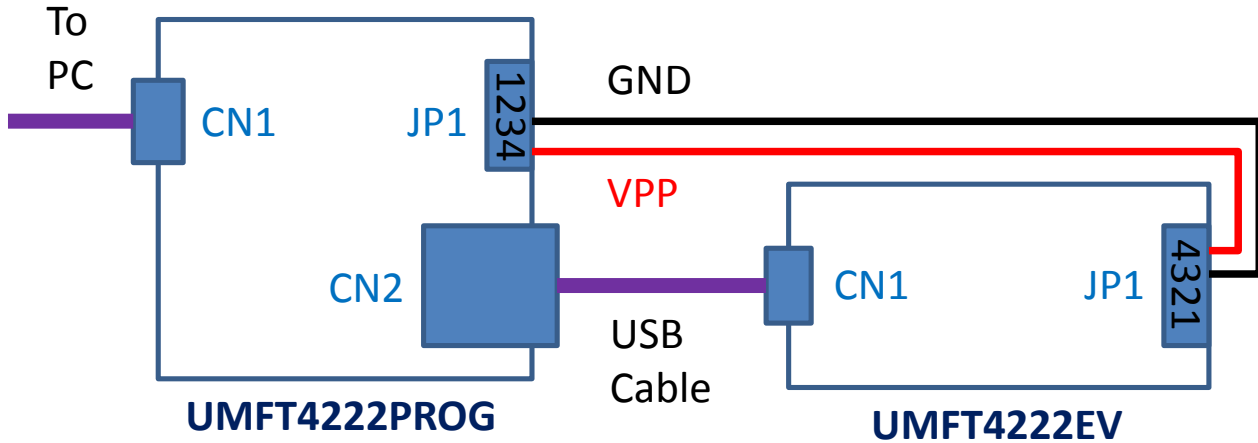 To
PC
CN1
JP1
1234
GND
VPP
CN2
USB
Cable
CN1
JP1
4321
UMFT4222PROG
UMFT4222EV